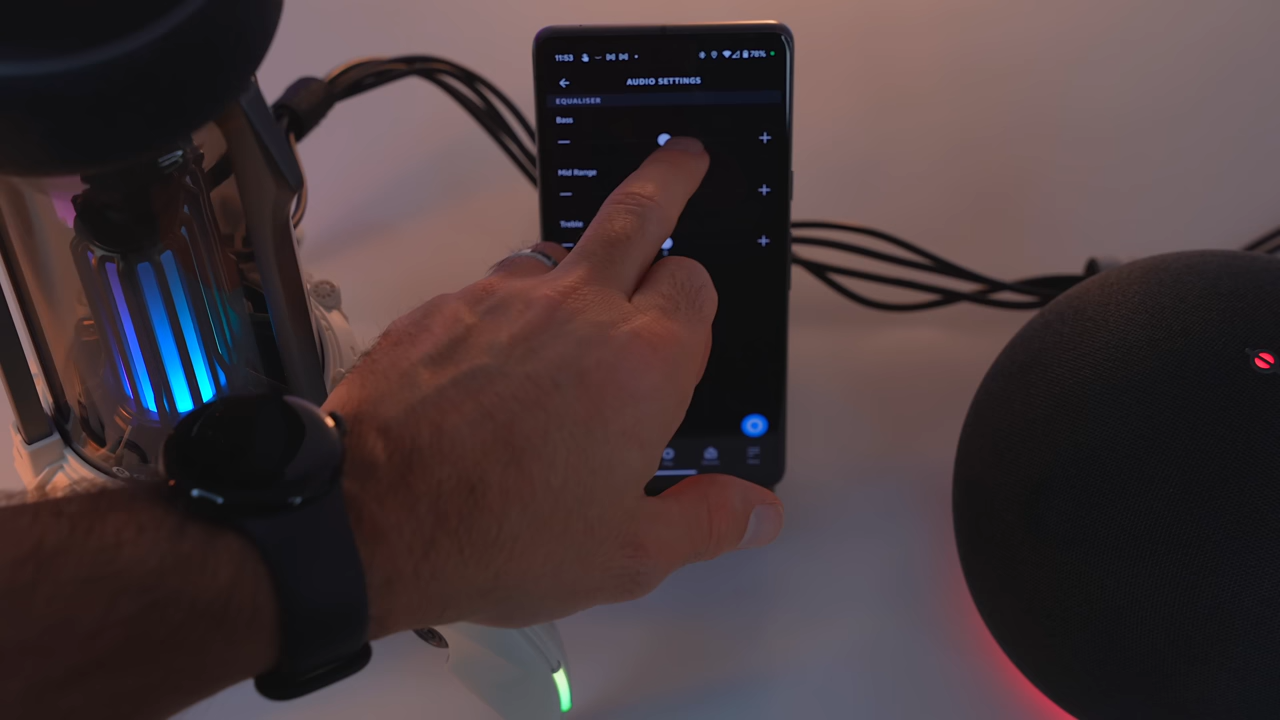 11:53 78%
AUDIO SETTINGS
EQUALISER
Bass
Mid Range
Treble